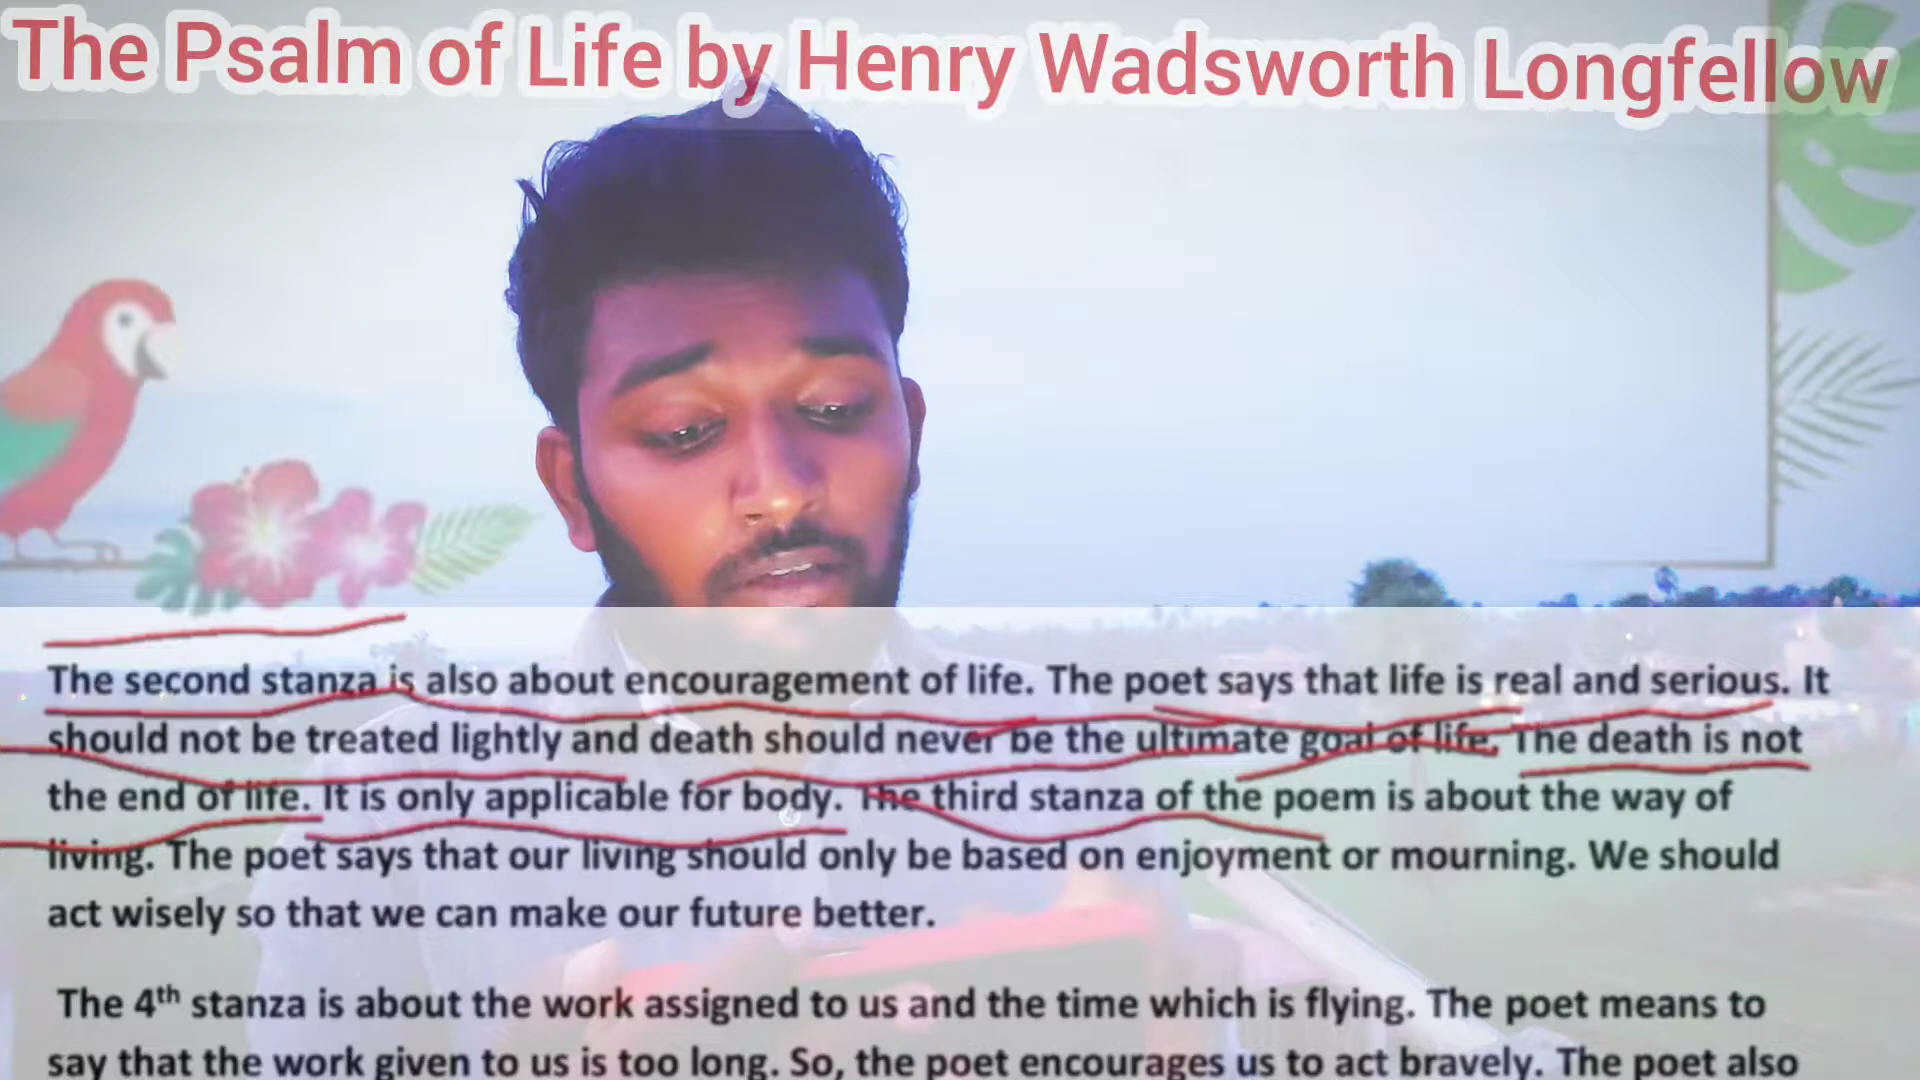 The Psalm of Life by Henry Wadsworth Longfellow
The second stanza is also about encouragement of life. The poet says that life is real and serious. It
should not be treated lightly and death should never be the ultimate goal of life. The death is not
the end of life. It is only applicable for body. The third stanza of the poem is about the way of
living. The poet says that our living should only be based on enjoyment or mourning. We should
act wisely so that we can make our future better.
The 4th stanza is about the work assigned to us and the time which is flying. The poet means to
say that the work given to us is too long. So, the poet encourages us to act bravely. The poet also